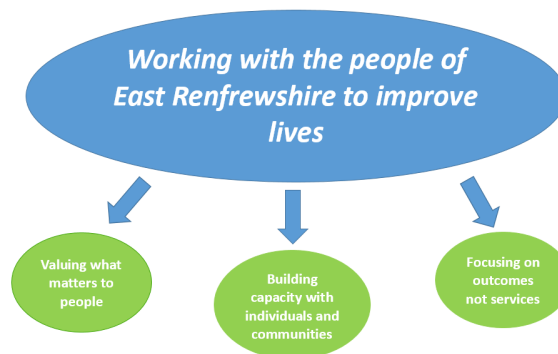 Working with the people of
East Renfrewshire to improve
lives
Valuing what
matters to
people
Building
capacity with
individuals and
communities
Focusing on
outcomes
not services